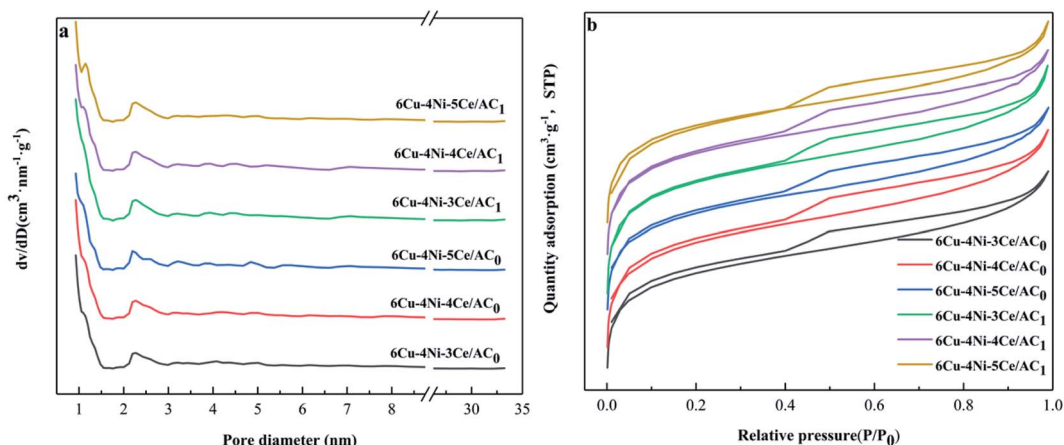 a
dv/dD(cm³·nm⁻¹·g⁻¹)
6Cu-4Ni-5Ce/AC₁
6Cu-4Ni-4Ce/AC₁
6Cu-4Ni-3Ce/AC₁
6Cu-4Ni-5Ce/AC₀
6Cu-4Ni-4Ce/AC₀
6Cu-4Ni-3Ce/AC₀
1 2 3 4 5 6 7 8 30 35
Pore diameter (nm)
b
Quantity adsorption (cm³·g⁻¹, STP)
6Cu-4Ni-3Ce/AC₀
6Cu-4Ni-4Ce/AC₀
6Cu-4Ni-5Ce/AC₀
6Cu-4Ni-3Ce/AC₁
6Cu-4Ni-4Ce/AC₁
6Cu-4Ni-5Ce/AC₁
0.0 0.2 0.4 0.6 0.8 1.0
Relative pressure(P/P₀)